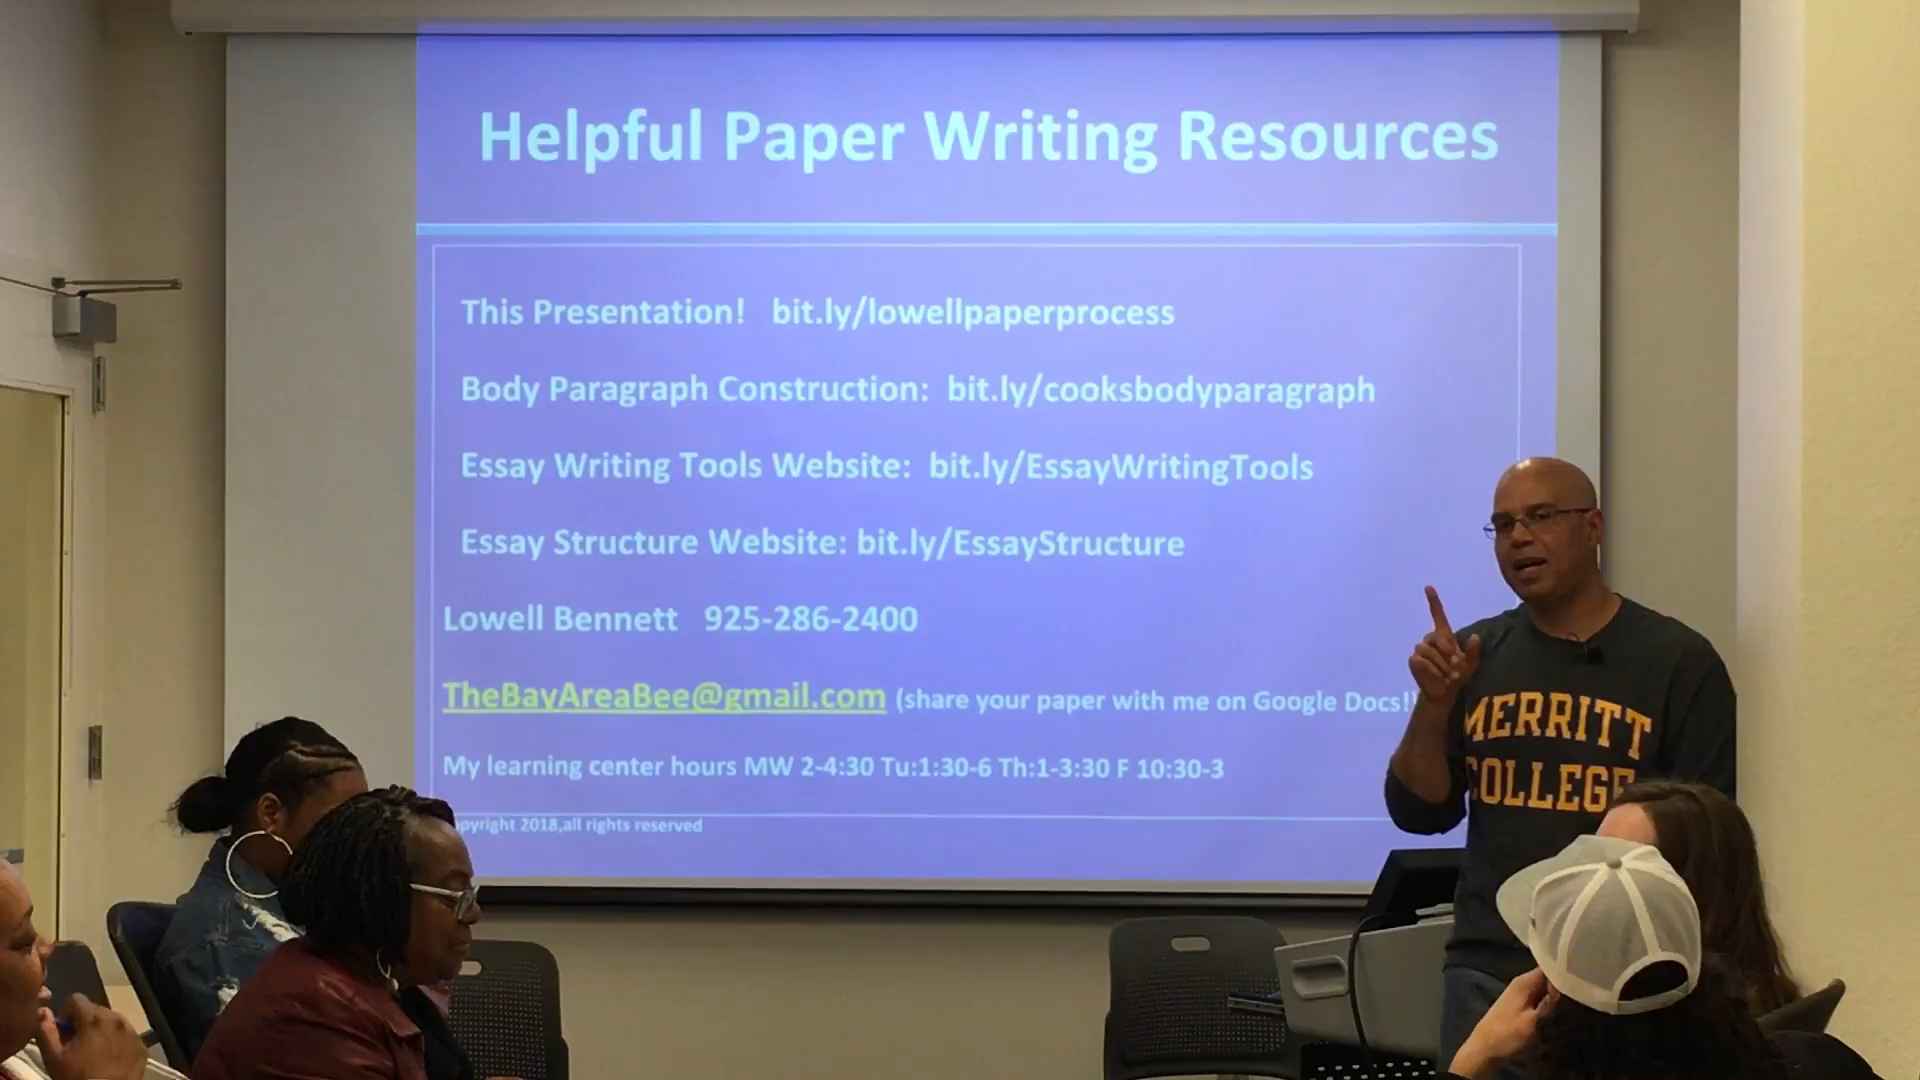 Helpful Paper Writing Resources
This Presentation! bit.ly/lowellpaperprocess
Body Paragraph Construction: bit.ly/cooksbodyparagraph
Essay Writing Tools Website: bit.ly/EssayWritingTools
Essay Structure Website: bit.ly/EssayStructure
Lowell Bennett 925-286-2400
TheBayAreaBee@gmail.com (share your paper with me on Google Docs!)
My learning center hours MW 2-4:30 Tu:1:30-6 Th:1-3:30 F 10:30-3
opyright 2018,all rights reserved
MERRITT
COLLEGE